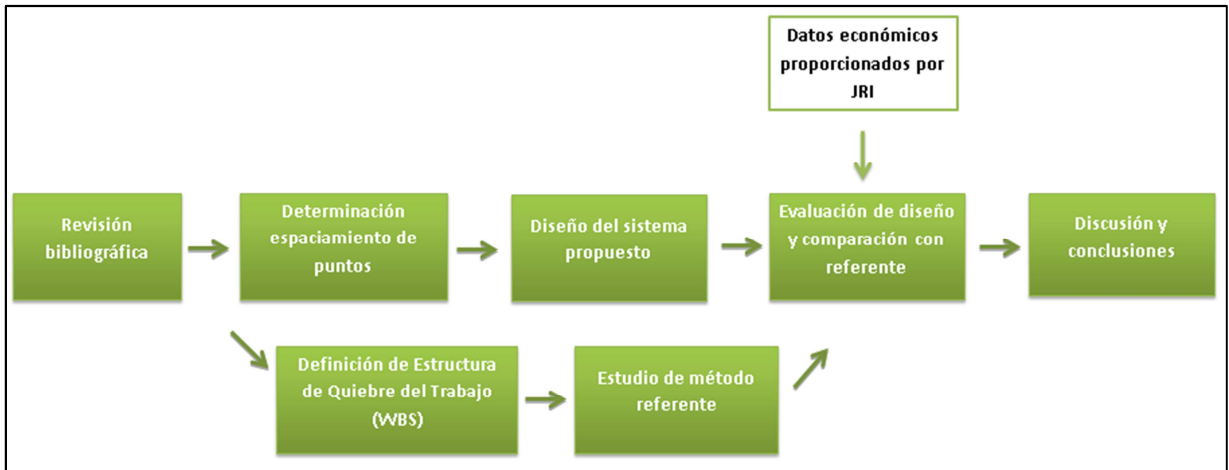 Datos económicos
proporcionados por
JRI
Revisión
bibliográfica
Determinación
espaciamiento de
puntos
Diseño del sistema
propuesto
Evaluación de diseño
y comparación con
referente
Discusión y
conclusiones
Definición de Estructura
de Quiebre del Trabajo
(WBS)
Estudio de método
referente